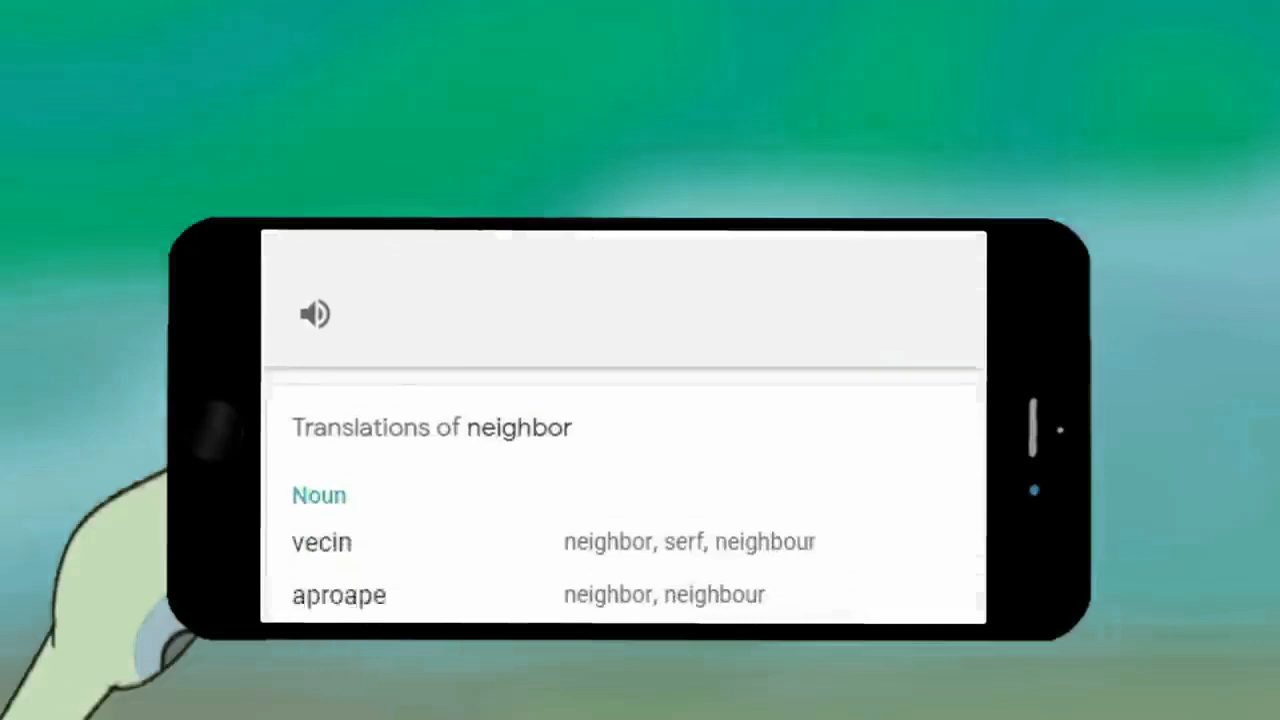 Translations of neighbor
Noun
vecin neighbor, serf, neighbour
aproape neighbor, neighbour